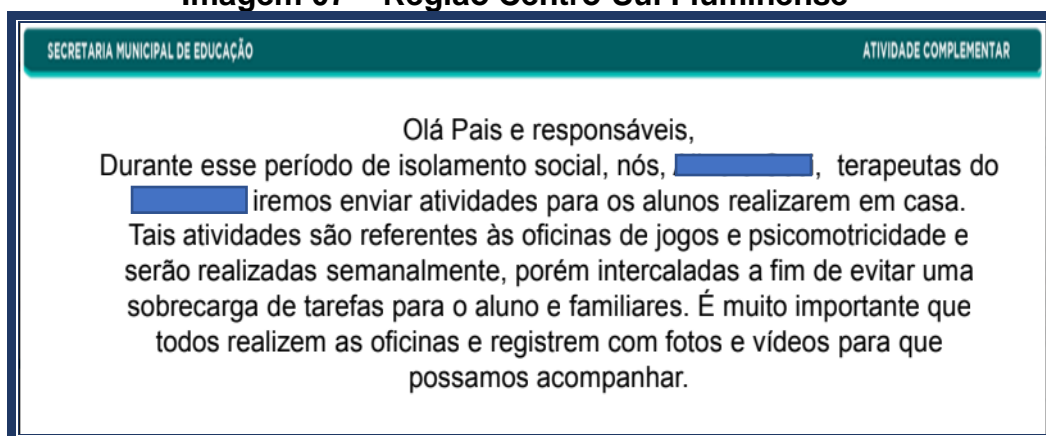 Imagem 07 – Região Centro-Sul Fluminense
SECRETARIA MUNICIPAL DE EDUCAÇÃO
ATIVIDADE COMPLEMENTAR
Olá Pais e responsáveis,
Durante esse período de isolamento social, nós, , terapeutas do
iremos enviar atividades para os alunos realizarem em casa.
Tais atividades são referentes às oficinas de jogos e psicomotricidade e
serão realizadas semanalmente, porém intercaladas a fim de evitar uma
sobrecarga de tarefas para o aluno e familiares. É muito importante que
todos realizem as oficinas e registrem com fotos e vídeos para que
possamos acompanhar.